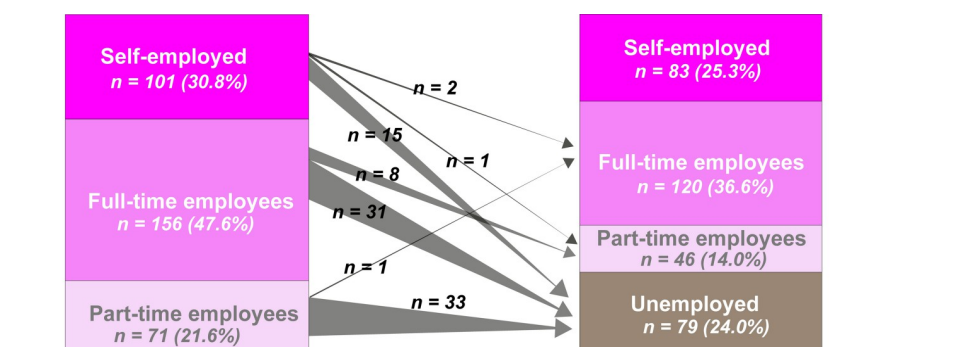 Self-employed
n = 101 (30.8%)
Full-time employees
n = 156 (47.6%)
Part-time employees
n = 71 (21.6%)
n = 2
n = 15
n = 1
n = 8
n = 31
n = 1
n = 33
Self-employed
n = 83 (25.3%)
Full-time employees
n = 120 (36.6%)
Part-time employees
n = 46 (14.0%)
Unemployed
n = 79 (24.0%)